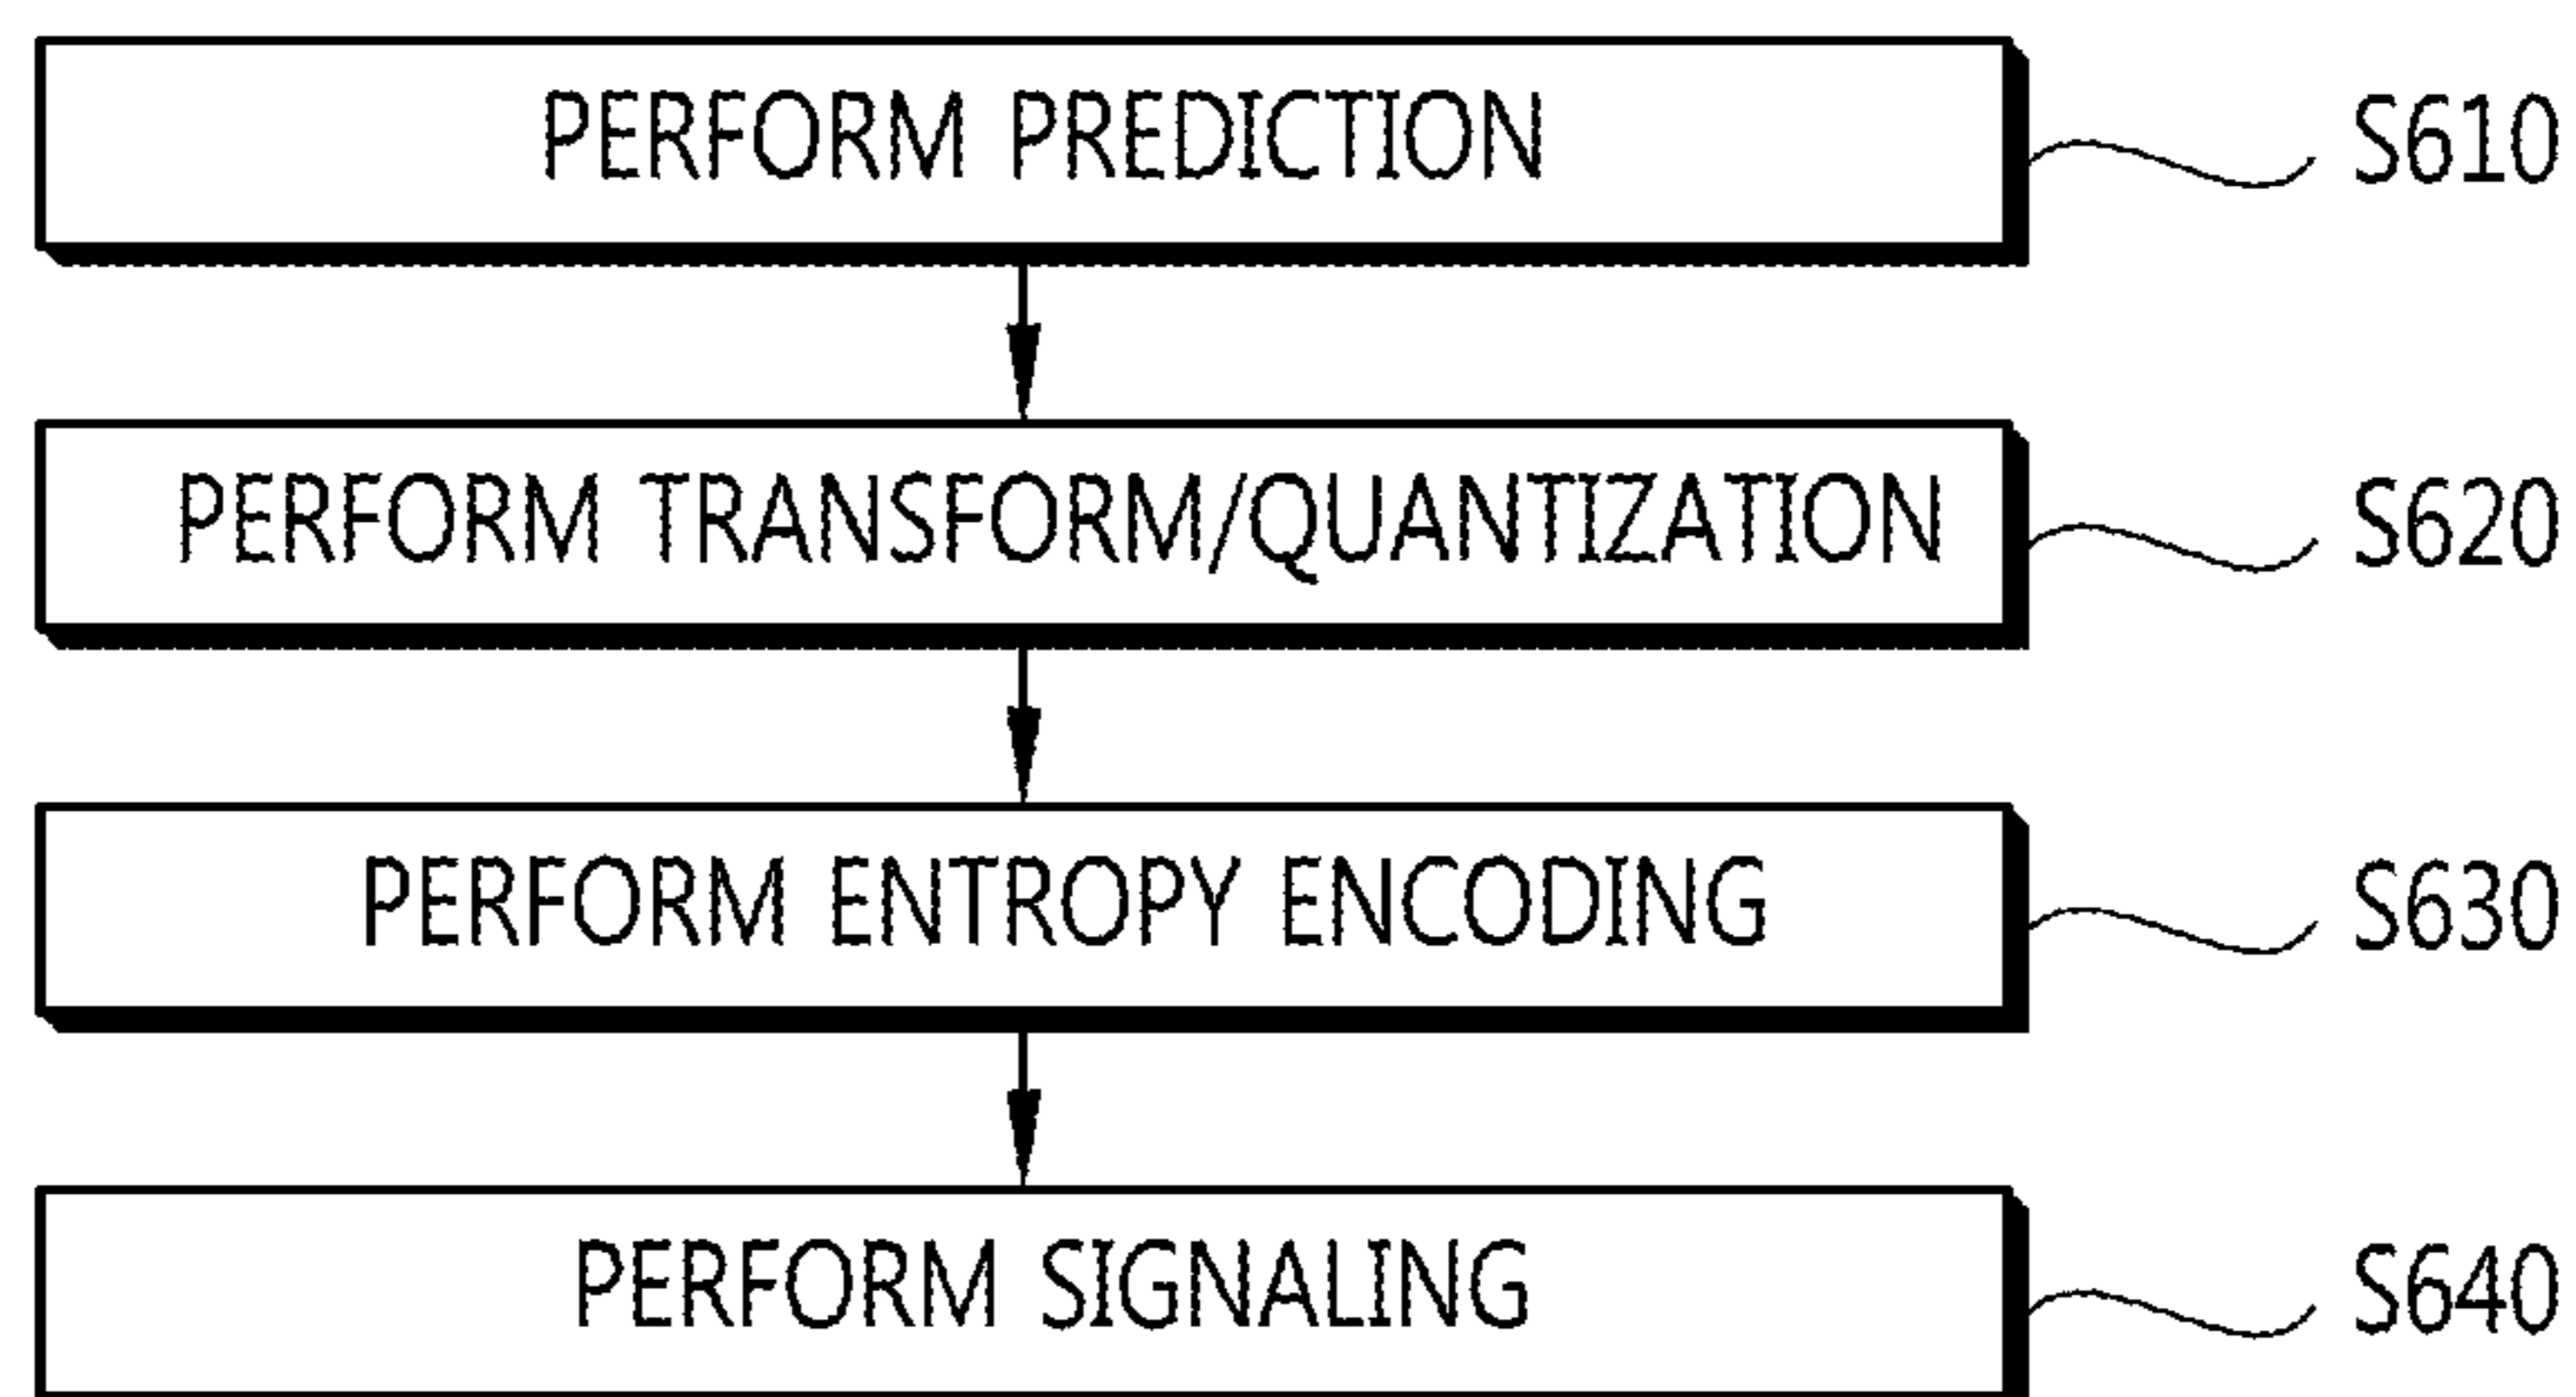 PERFORM PREDICTION S610
PERFORM TRANSFORM/QUANTIZATION S620
PERFORM ENTROPY ENCODING S630
PERFORM SIGNALING S640